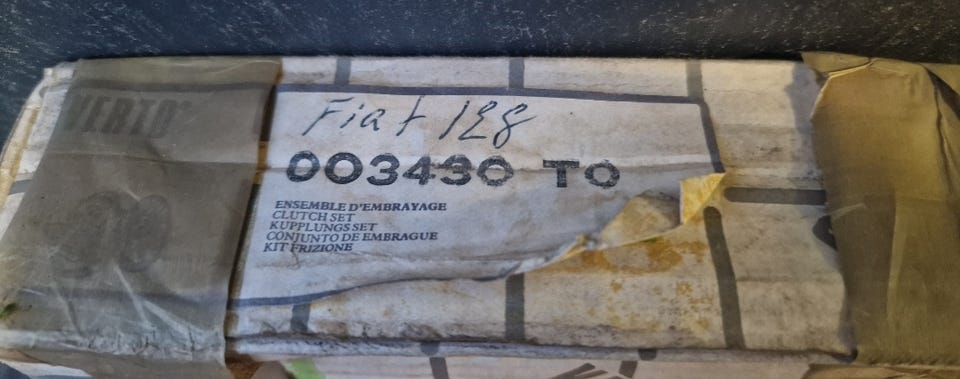 VERTO
Fiat 128
003430 TO
ENSEMBLE D'EMBRAYAGE
CLUTCH SET
KUPPLUNGS SET
CONJUNTO DE EMBRAGUE
KIT FRIZIONE